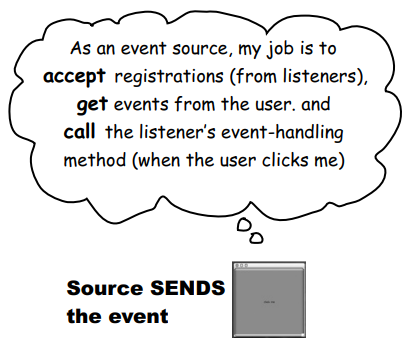 As an event source, my job is to
accept registrations (from listeners),
get events from the user. and
call the listener's event-handling
method (when the user clicks me)
Source SENDS
the event